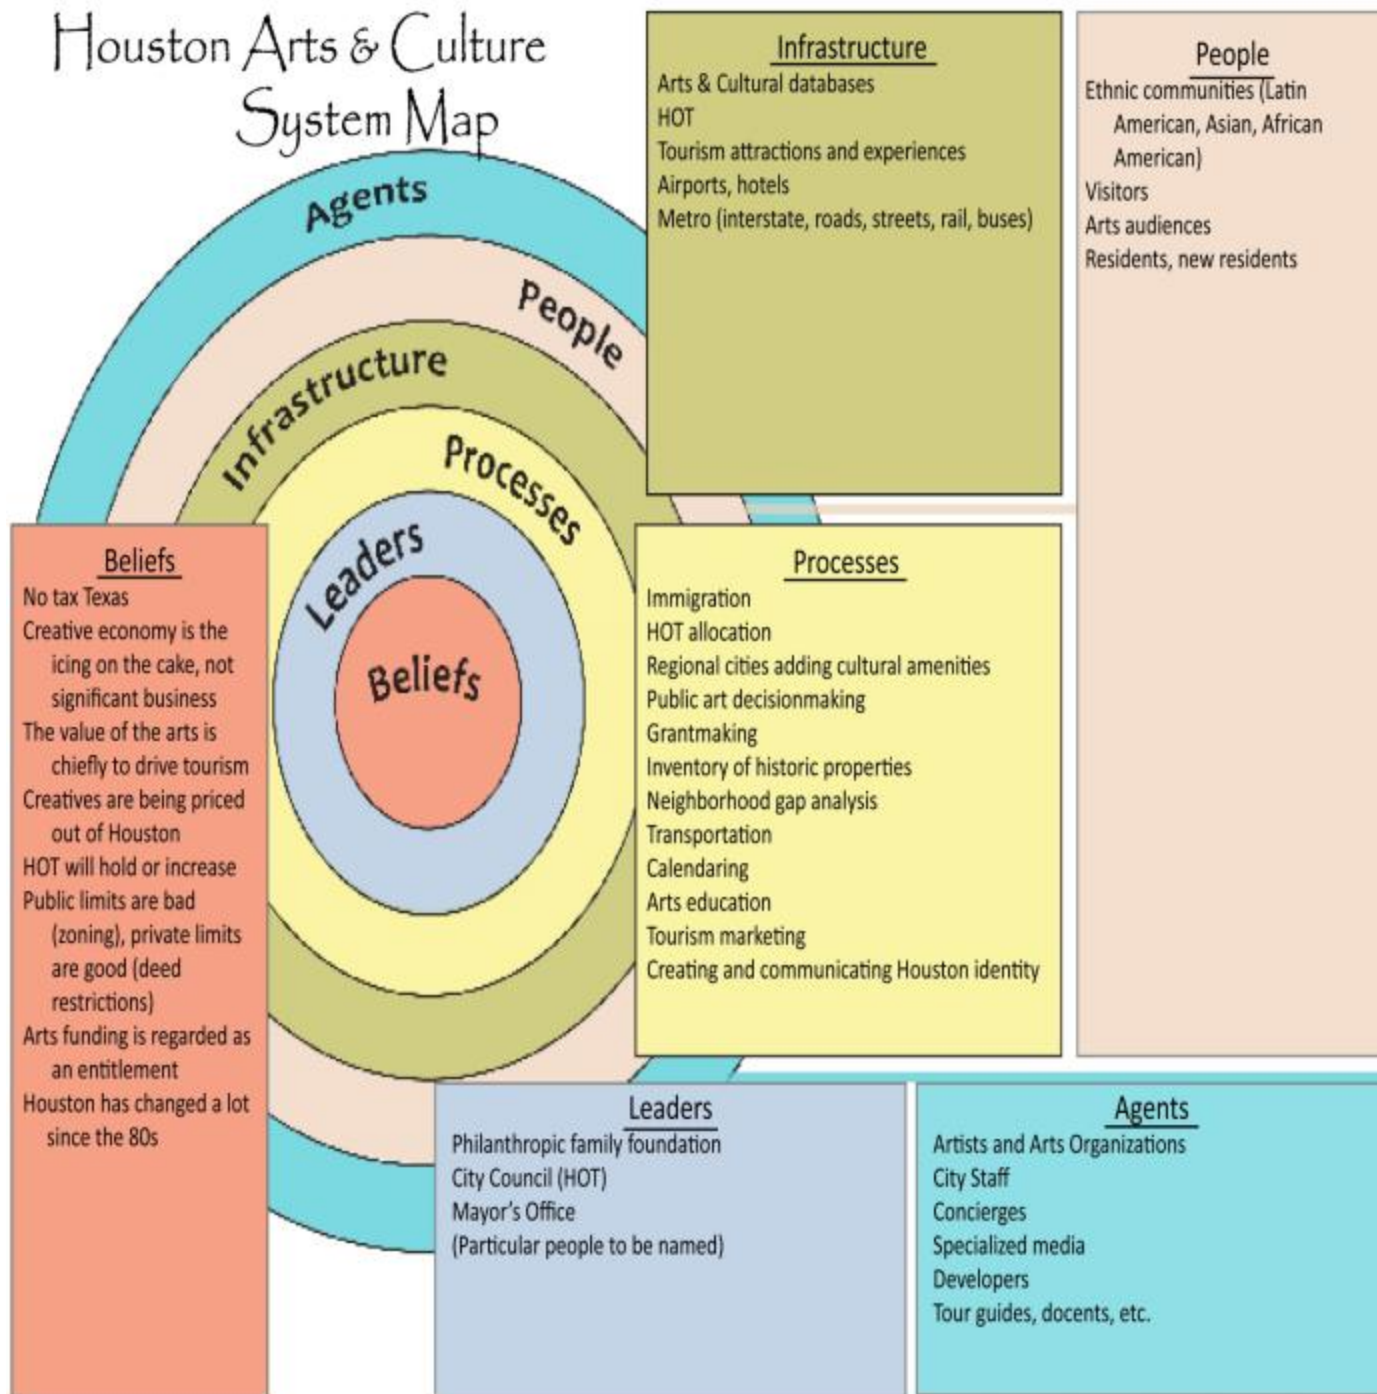 Houston Arts & Culture
System Map
Agents
People
Infrastructure
Processes
Leaders
Beliefs
Infrastructure
Arts & Cultural databases
HOT
Tourism attractions and experiences
Airports, hotels
Metro (interstate, roads, streets, rail, buses)
People
Ethnic communities (Latin
American, Asian, African
American)
Visitors
Arts audiences
Residents, new residents
Beliefs
No tax Texas
Creative economy is the
icing on the cake, not
significant business
The value of the arts is
chiefly to drive tourism
Creatives are being priced
out of Houston
HOT will hold or increase
Public limits are bad
(zoning), private limits
are good (deed
restrictions)
Arts funding is regarded as
an entitlement
Houston has changed a lot
since the 80s
Processes
Immigration
HOT allocation
Regional cities adding cultural amenities
Public art decisionmaking
Grantmaking
Inventory of historic properties
Neighborhood gap analysis
Transportation
Calendaring
Arts education
Tourism marketing
Creating and communicating Houston identity
Leaders
Philanthropic family foundation
City Council (HOT)
Mayor's Office
(Particular people to be named)
Agents
Artists and Arts Organizations
City Staff
Concierges
Specialized media
Developers
Tour guides, docents, etc.